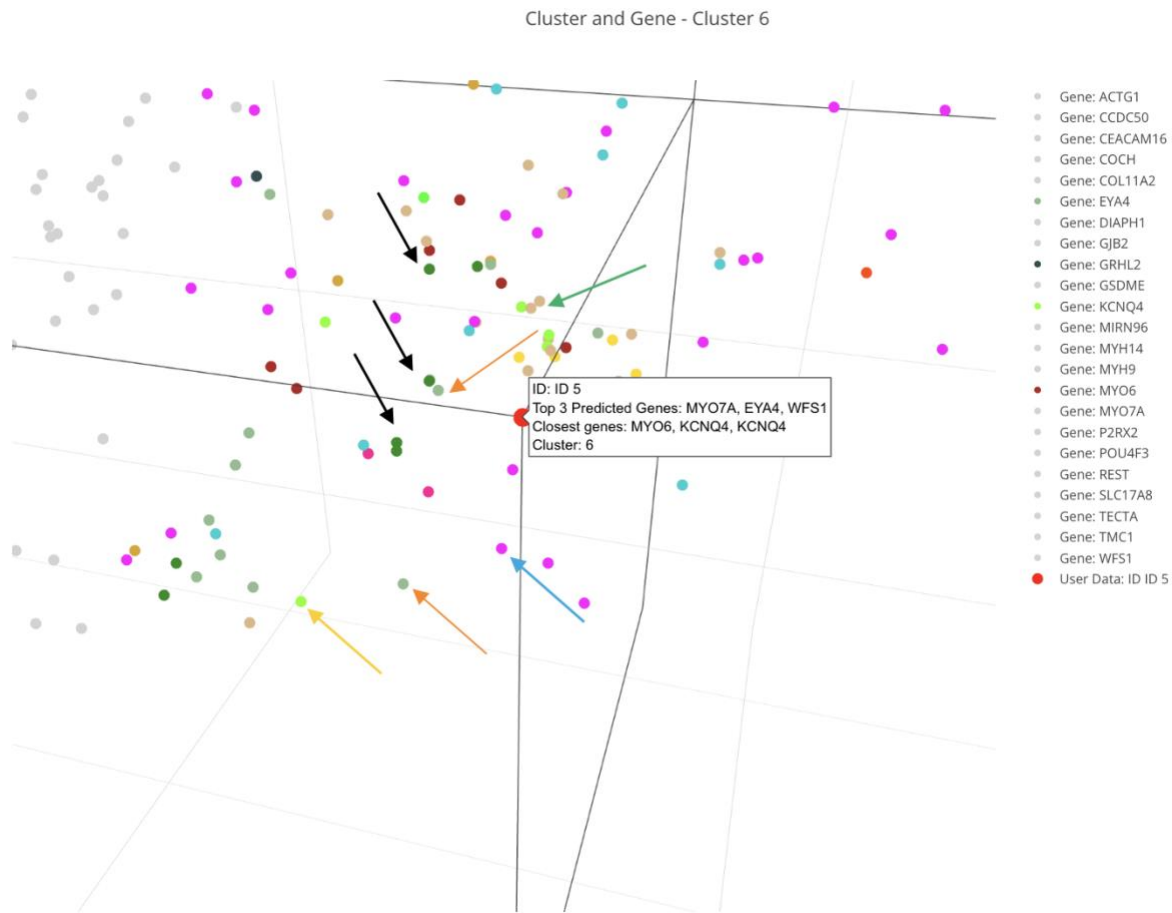 Cluster and Gene - Cluster 6
Gene: ACTG1
Gene: CCDC50
Gene: CEACAM16
Gene: COCH
Gene: COL11A2
Gene: EYA4
Gene: DIAPH1
Gene: GJB2
Gene: GRHL2
Gene: GSDME
Gene: KCNQ4
Gene: MIRN96
Gene: MYH14
Gene: MYH9
Gene: MYO6
Gene: MYO7A
Gene: P2RX2
Gene: POU4F3
Gene: REST
Gene: SLC17A8
Gene: TECTA
Gene: TMC1
Gene: WFS1
User Data: ID ID 5
ID: ID 5
Top 3 Predicted Genes: MYO7A, EYA4, WFS1
Closest genes: MYO6, KCNQ4, KCNQ4
Cluster: 6